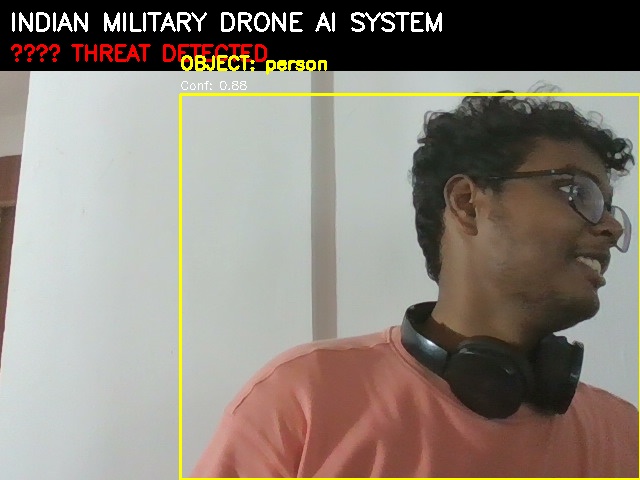 INDIAN MILITARY DRONE AI SYSTEM
???? THREAT DETECTED
OBJECT: person
Conf: 0.88